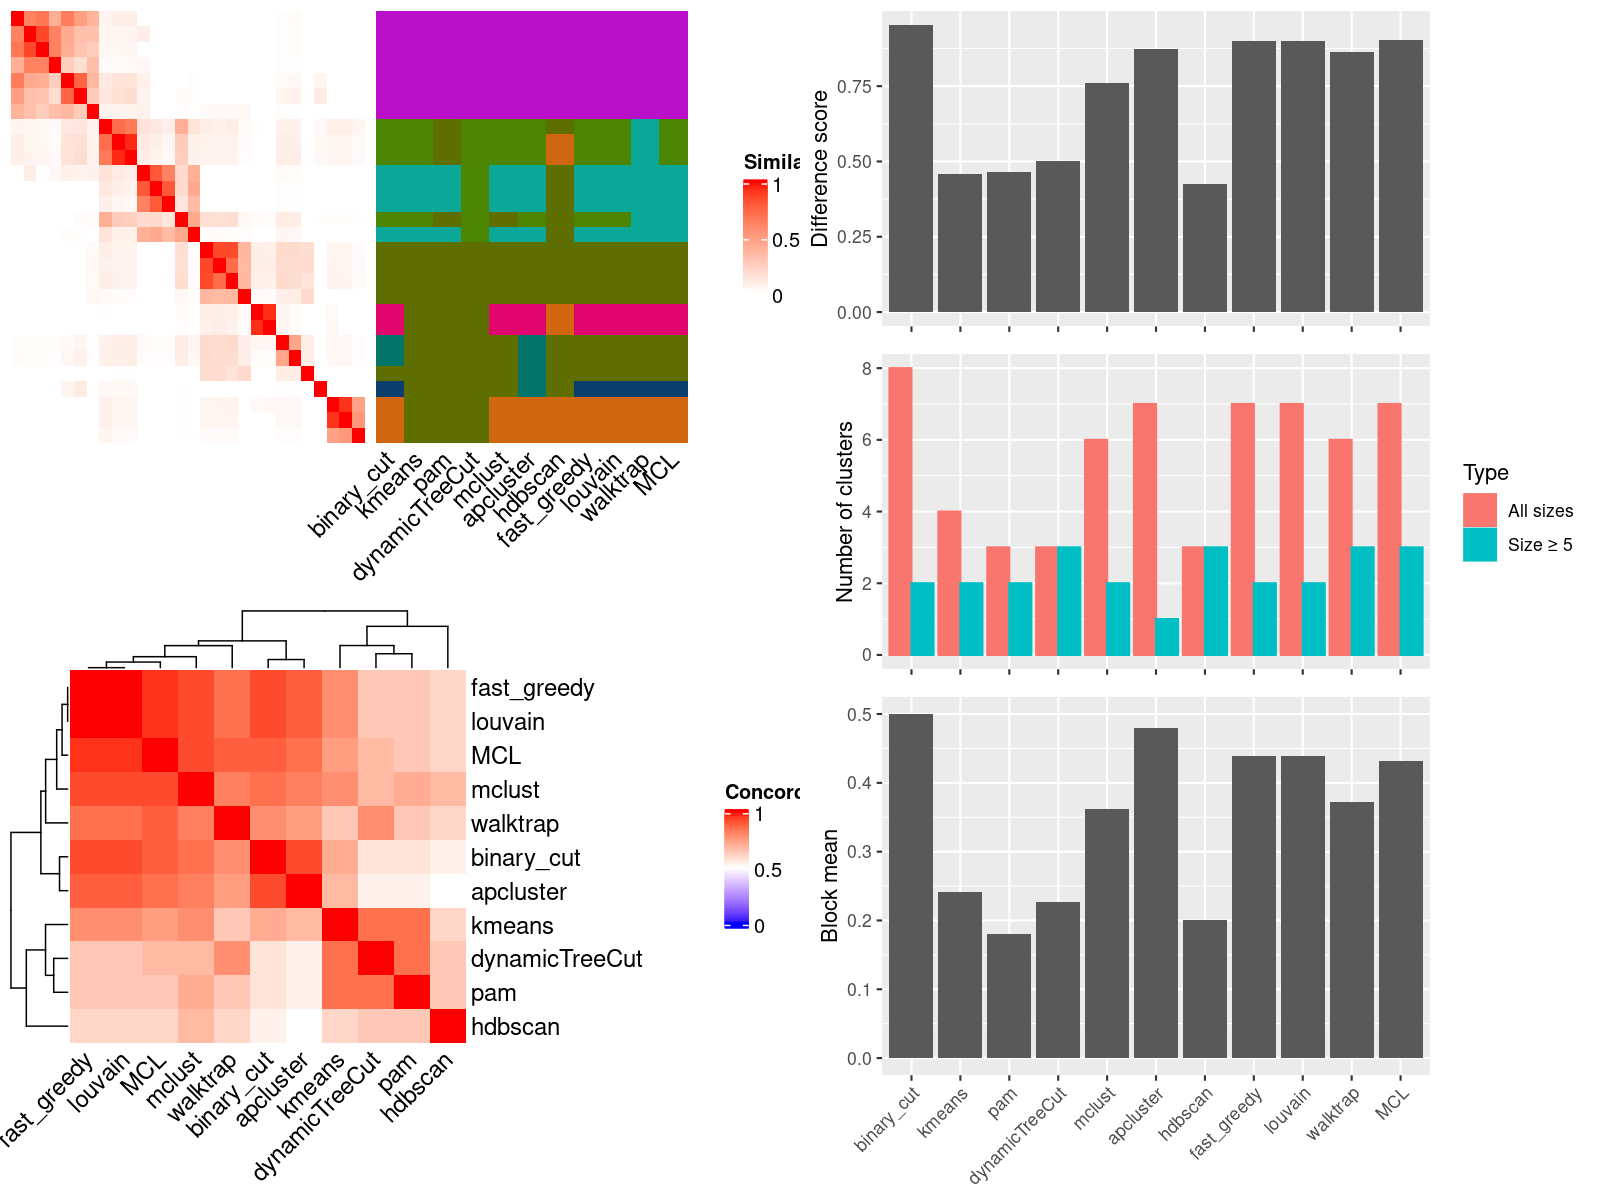 Simila
1
0.5
0
binary_cut
kmeans
pam
dynamicTreeCut
mclust
apcluster
hdbscan
fast_greedy
louvain
walktrap
MCL
fast_greedy
louvain
MCL
mclust
walktrap
binary_cut
apcluster
kmeans
dynamicTreeCut
pam
hdbscan
fast_greedy
louvain
MCL
mclust
walktrap
binary_cut
apcluster
kmeans
dynamicTreeCut
pam
hdbscan
Concord
1
0.5
0
Difference score
0.75
0.50
0.25
0.00
Number of clusters
8
6
4
2
0
Type
All sizes
Size ≥ 5
Block mean
0.5
0.4
0.3
0.2
0.1
0.0
binary_cut
kmeans
pam
dynamicTreeCut
mclust
apcluster
hdbscan
fast_greedy
louvain
walktrap
MCL